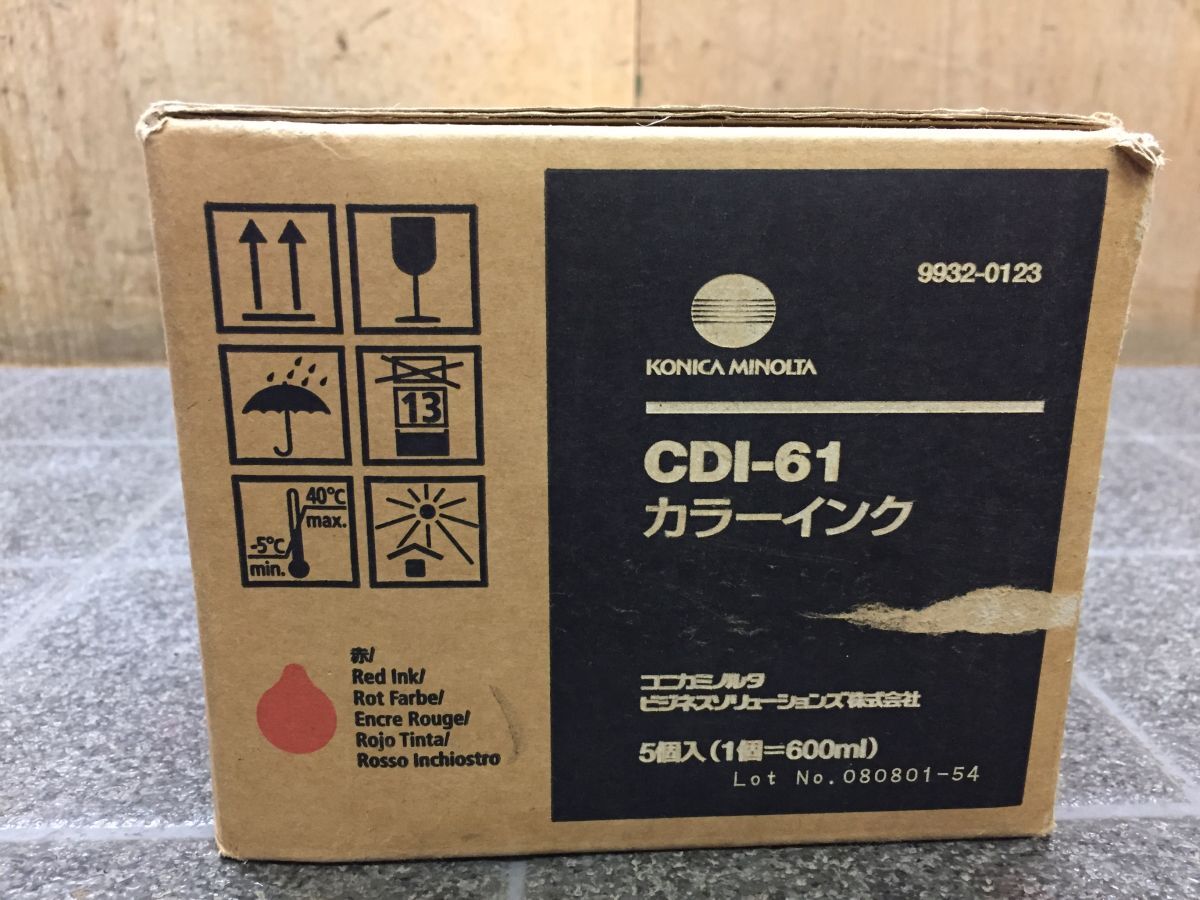 13
40℃
max.
-5℃
min.
赤/
Red Ink/
Rot Farbe/
Encre Rouge/
Rojo Tinta/
Rosso Inchiostro
9932-0123
KONICA MINOLTA
CDI-61
カラーインク
コニカミノルタ
ビジネスソリューションズ株式会社
5個入(1個=600ml)
Lot No.080801-54